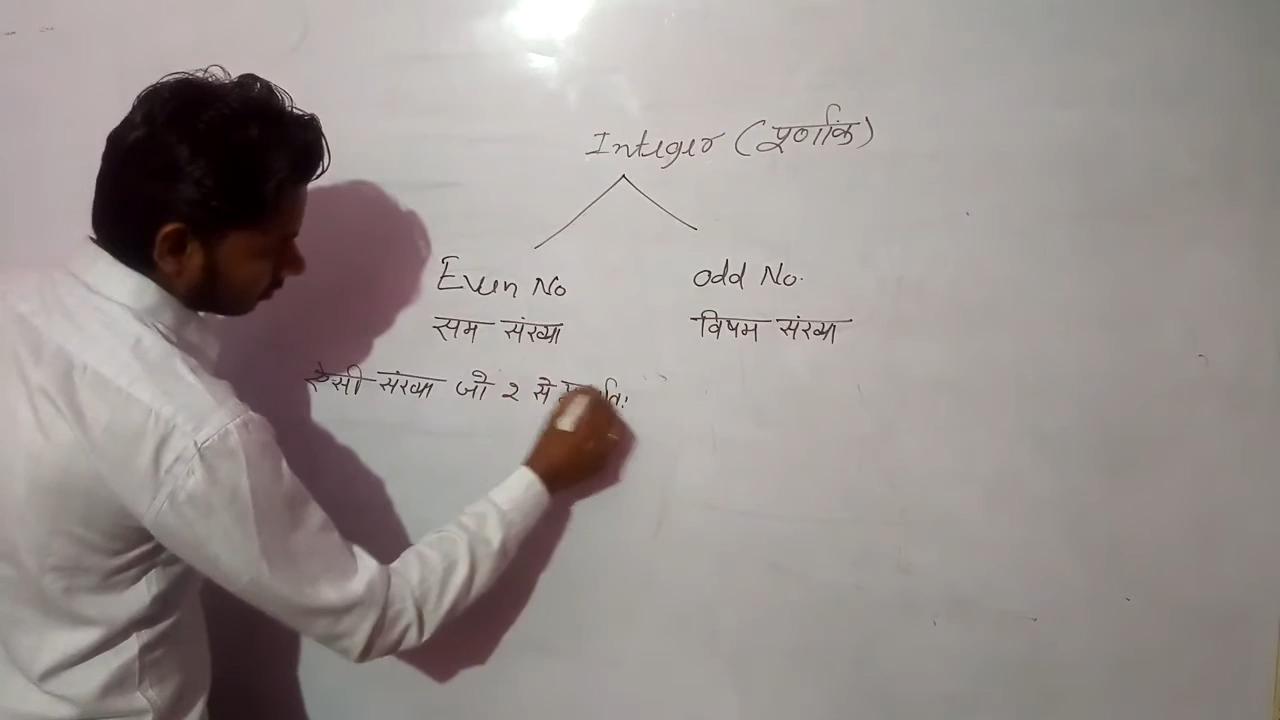 Integer (पूर्णांक)
Even No odd No.
सम संख्या विषम संख्या
ऐसी संख्या जो 2 से